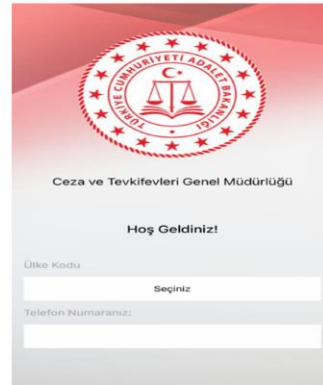 TÜRKİYE CUMHURİYETİ ADALET BAKANLIĞI
Ceza ve Tevkifevleri Genel Müdürlüğü
Hoş Geldiniz!
Ülke Kodu
Seçiniz
Telefon Numaranız: